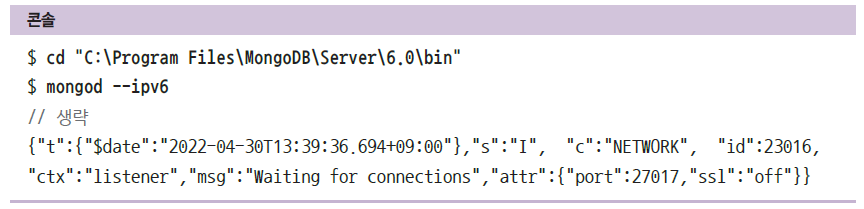 콘솔
$ cd "C:\Program Files\MongoDB\Server\6.0\bin"
$ mongod --ipv6
// 생략
{"t":{"$date":"2022-04-30T13:39:36.694+09:00"},"s":"I", "c":"NETWORK", "id":23016,
"ctx":"listener","msg":"Waiting for connections","attr":{"port":27017,"ssl":"off"}}